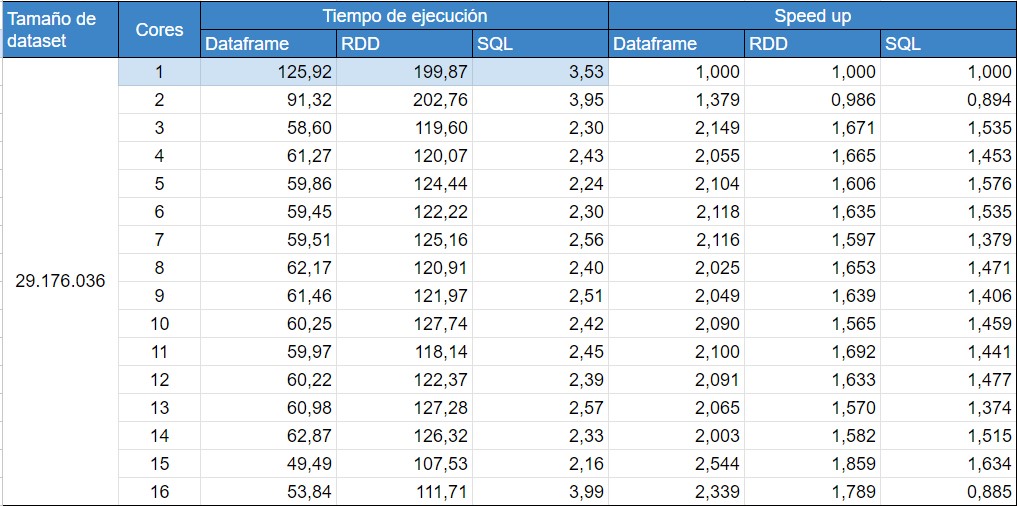 Tamaño de dataset Cores Tiempo de ejecución Speed up
Dataframe RDD SQL Dataframe RDD SQL
1 125,92 199,87 3,53 1,000 1,000 1,000
2 91,32 202,76 3,95 1,379 0,986 0,894
3 58,60 119,60 2,30 2,149 1,671 1,535
4 61,27 120,07 2,43 2,055 1,665 1,453
5 59,86 124,44 2,24 2,104 1,606 1,576
6 59,45 122,22 2,30 2,118 1,635 1,535
7 59,51 125,16 2,56 2,116 1,597 1,379
8 62,17 120,91 2,40 2,025 1,653 1,471
29.176.036
9 61,46 121,97 2,51 2,049 1,639 1,406
10 60,25 127,74 2,42 2,090 1,565 1,459
11 59,97 118,14 2,45 2,100 1,692 1,441
12 60,22 122,37 2,39 2,091 1,633 1,477
13 60,98 127,28 2,57 2,065 1,570 1,374
14 62,87 126,32 2,33 2,003 1,582 1,515
15 49,49 107,53 2,16 2,544 1,859 1,634
16 53,84 111,71 3,99 2,339 1,789 0,885